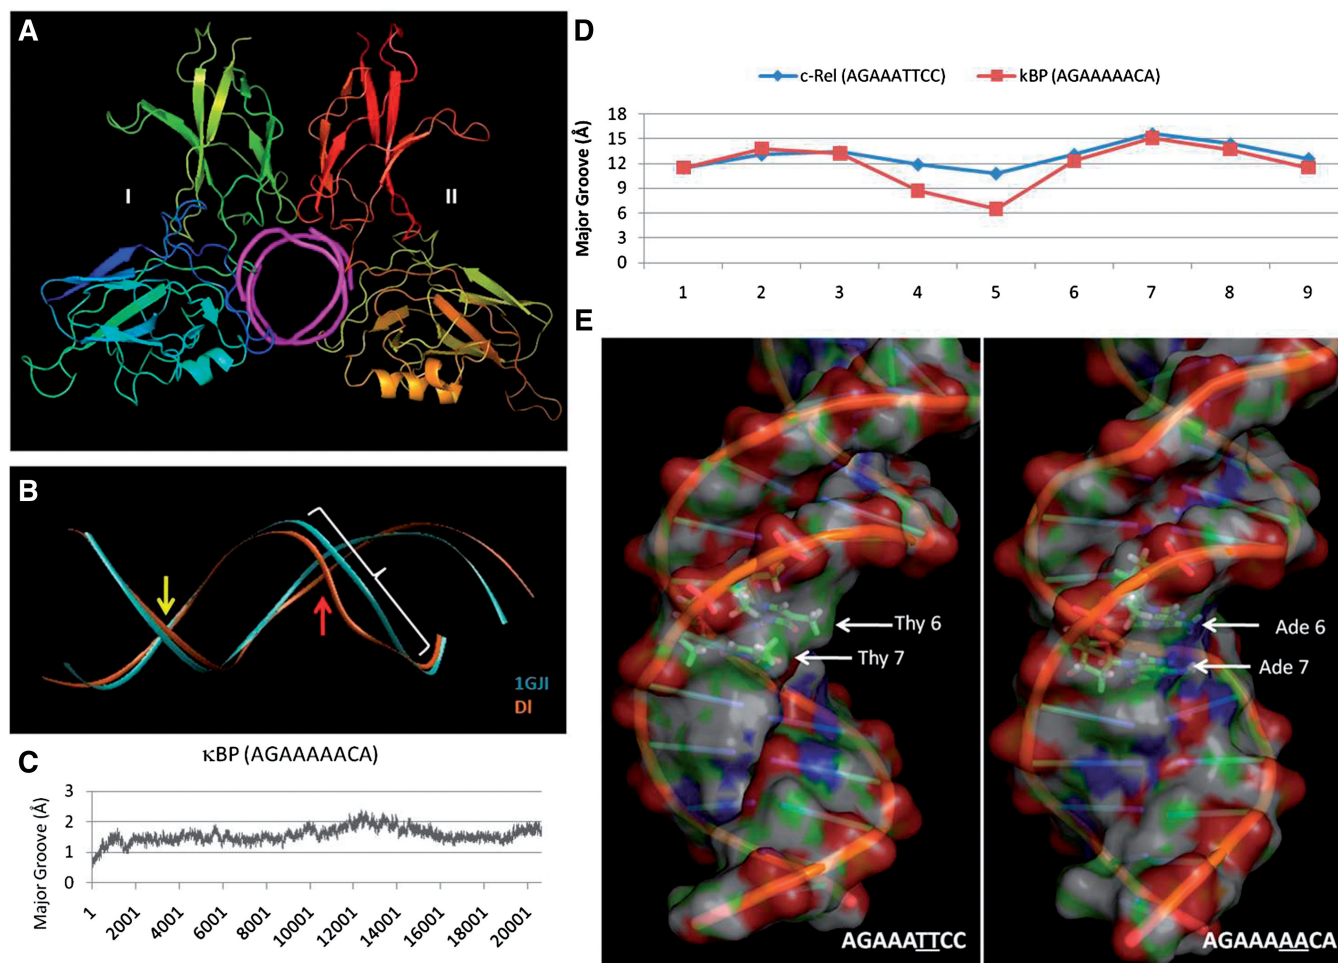 A
I
II
B
1GJI
DI
C
κBP (AGAAAAACA)
Major Groove (Å)
3
2
1
0
1
2001
4001
6001
8001
10001
12001
14001
16001
18001
20001
D
c-Rel (AGAAATTCC)
kBP (AGAAAAACA)
Major Groove (Å)
18
15
12
9
6
3
0
1 2 3 4 5 6 7 8 9
E
Thy 6
Thy 7
AGAAATTCC
Ade 6
Ade 7
AGAAAAACA